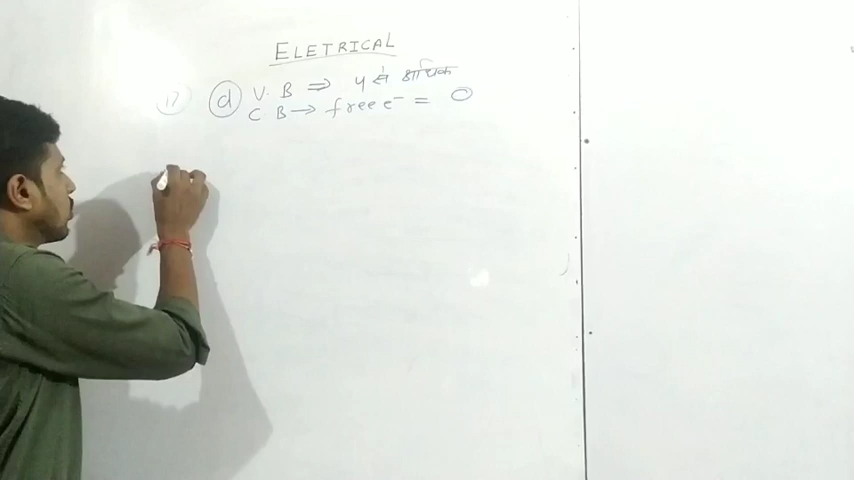 ELETRICAL
17 d V. B ⇒ 4 से अधिक
C B → free e⁻ = 0